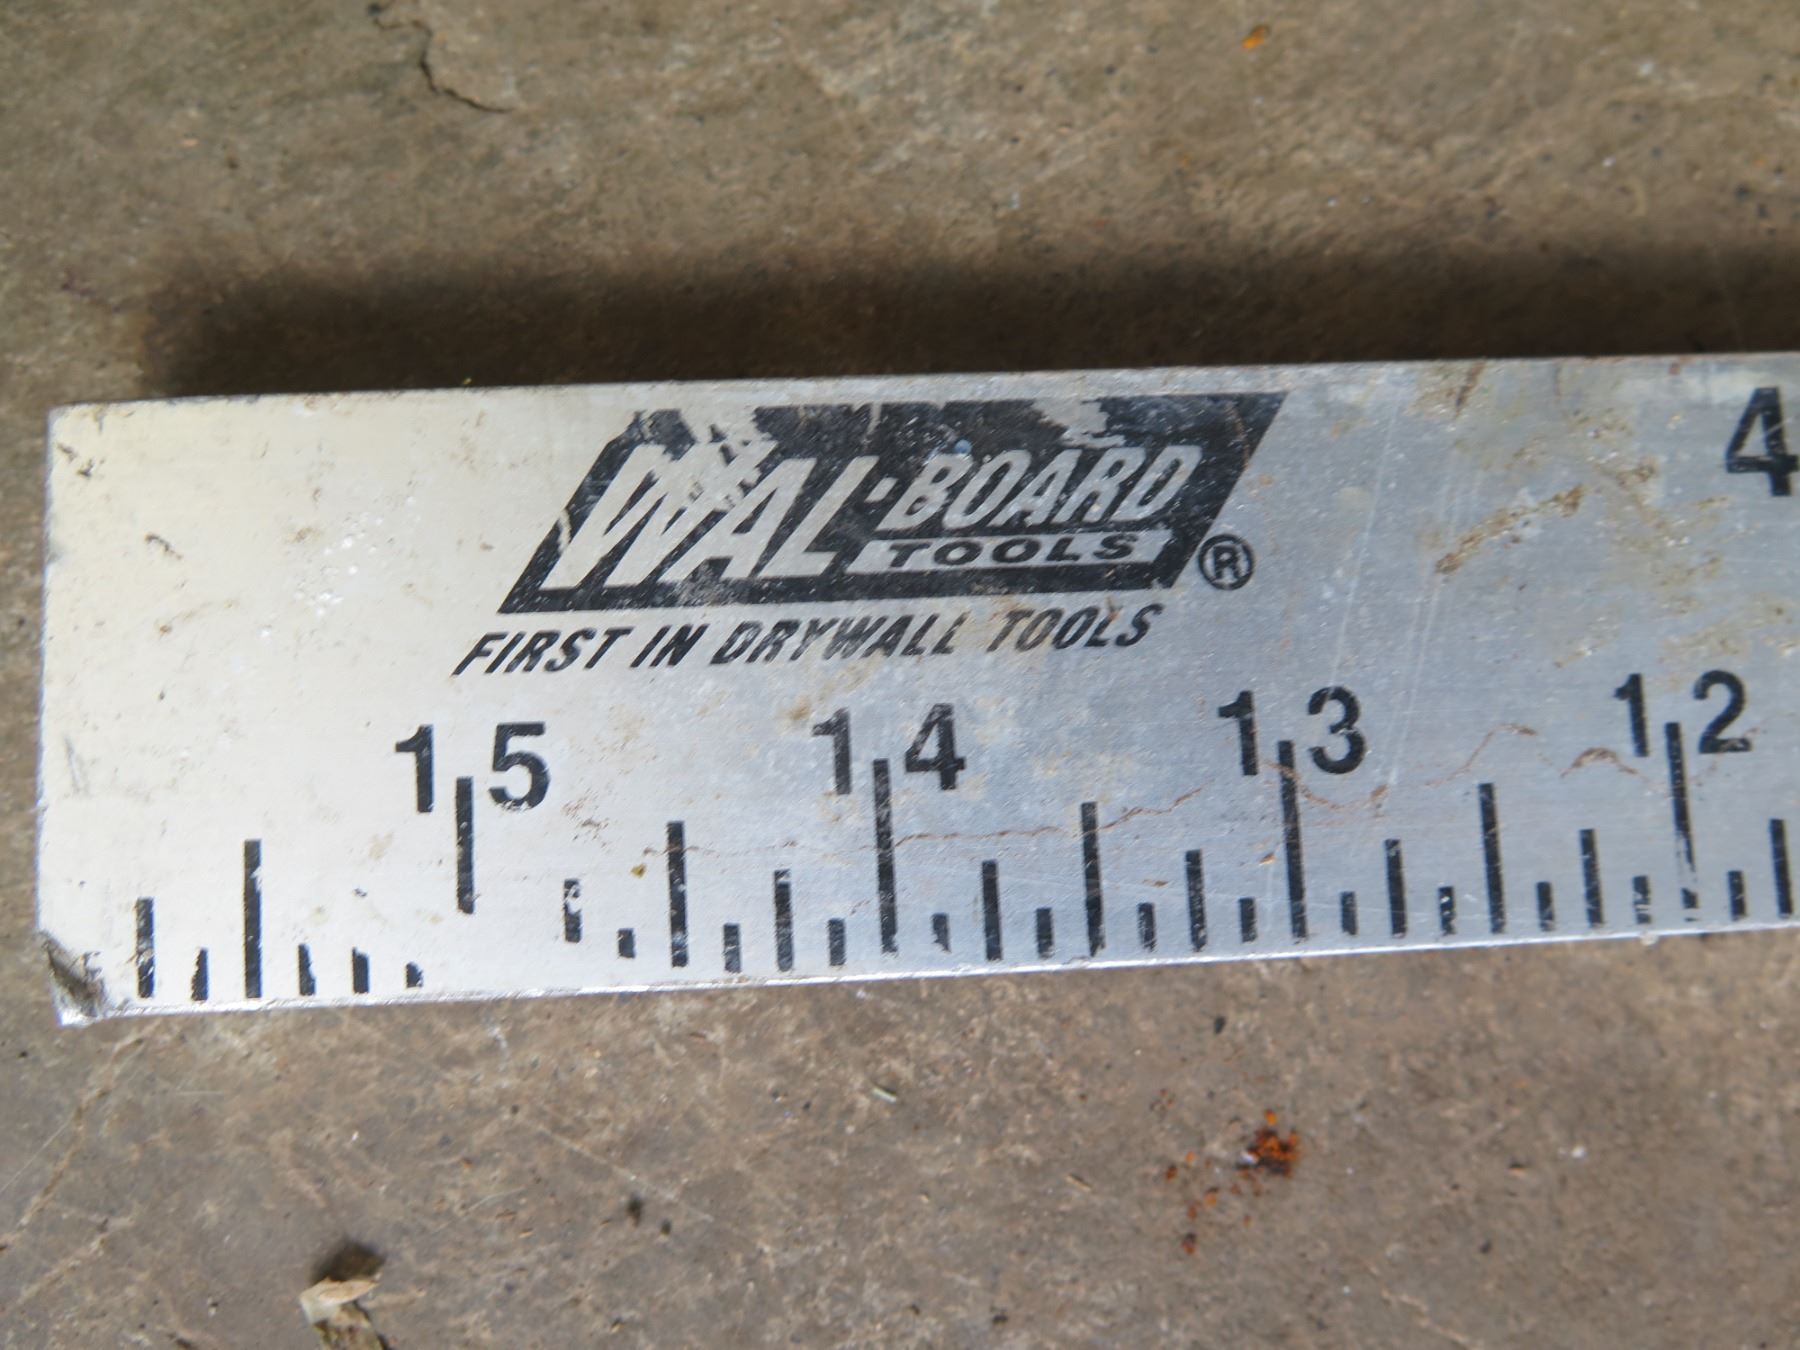 WAL-BOARD
TOOLS ®
FIRST IN DRYWALL TOOLS
4
15 14 13 12